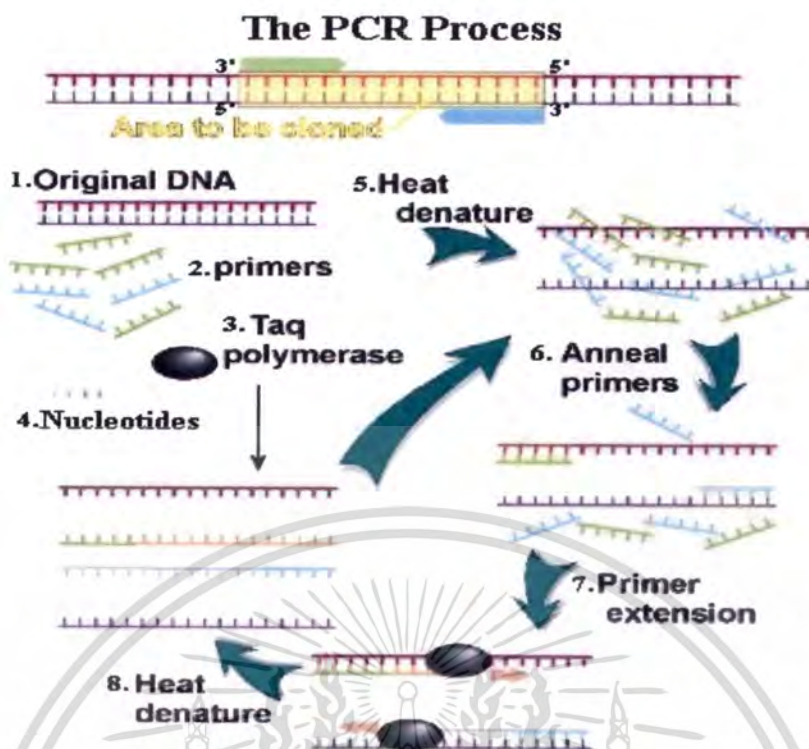 The PCR Process
3' 5'
5' 3'
Area to be cloned
1.Original DNA
2.primers
3. Taq
polymerase
4.Nucleotides
5.Heat
denature
6. Anneal
primers
7.Primer
extension
8. Heat
denature